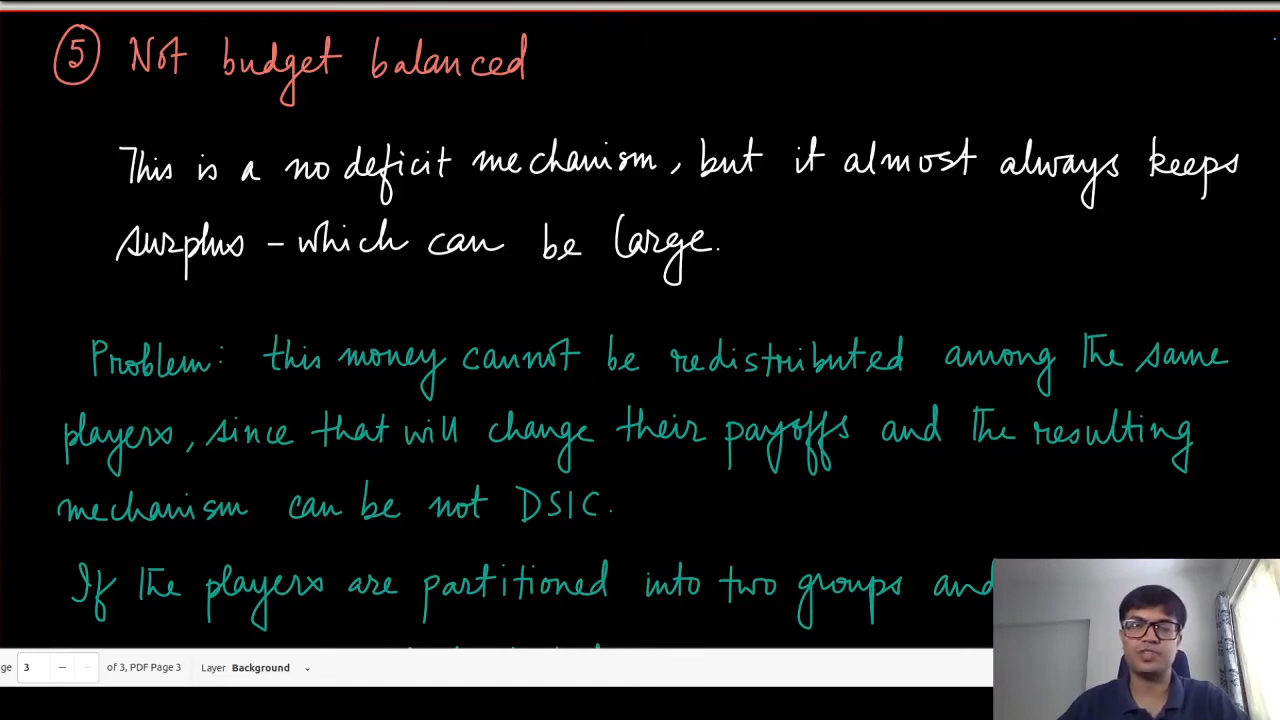 5 Not budget balanced
This is a no deficit mechanism, but it almost always keeps
surplus - which can be large.
Problem: this money cannot be redistributed among the same
players, since that will change their payoffs and the resulting
mechanism can be not DSIC.
If the players are partitioned into two groups and
ge 3 of 3, PDF Page 3 Layer Background